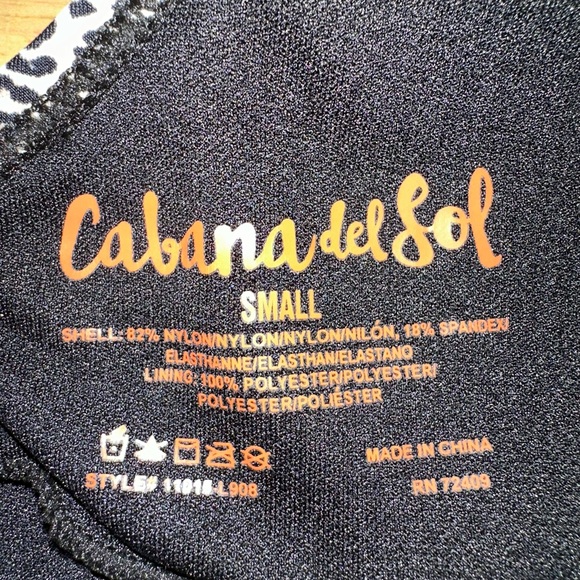 Cabana del Sol
SMALL
SHELL: 82% NYLON/NYLON/NYLON/NILÓN, 18% SPANDEX/
ELASTHANNE/ELASTHAN/ELASTANO
LINING: 100% POLYESTER/POLYESTER/
POLYESTER/POLIÉSTER
MADE IN CHINA
STYLE# 11018-L908
RN 72409